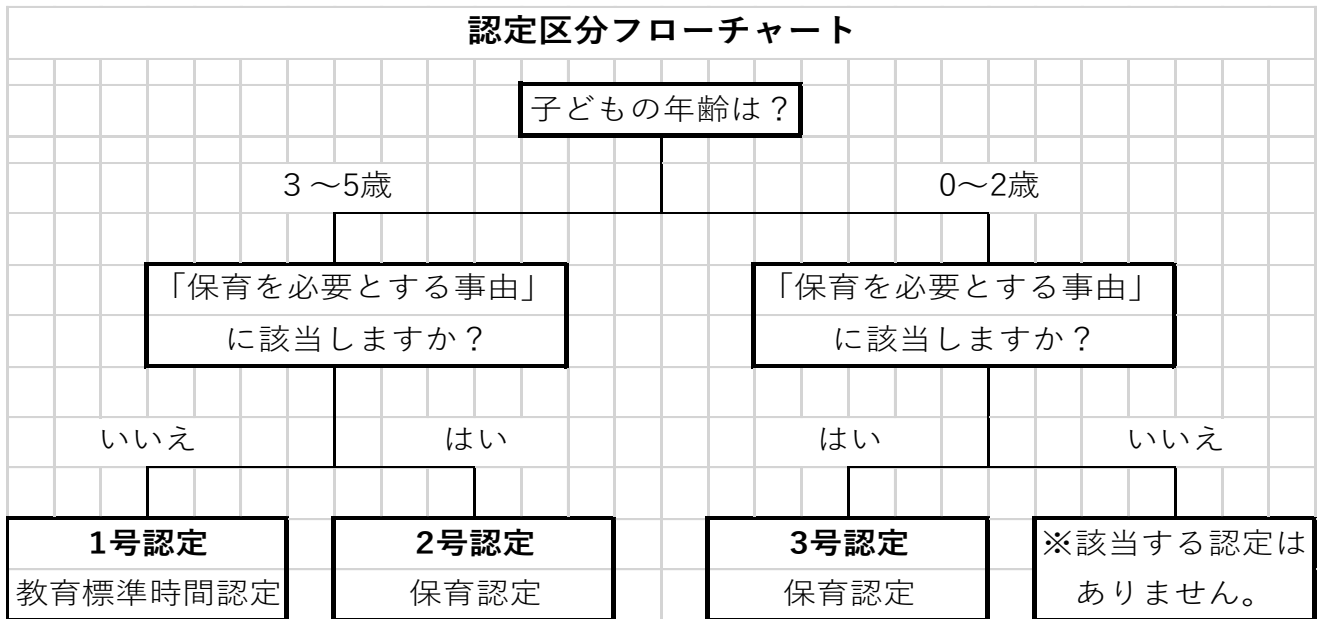 認定区分フローチャート
子どもの年齢は？
３～5歳
0～2歳
「保育を必要とする事由」
に該当しますか？
「保育を必要とする事由」
に該当しますか？
いいえ
はい
はい
いいえ
1号認定
教育標準時間認定
2号認定
保育認定
3号認定
保育認定
※該当する認定は
ありません。